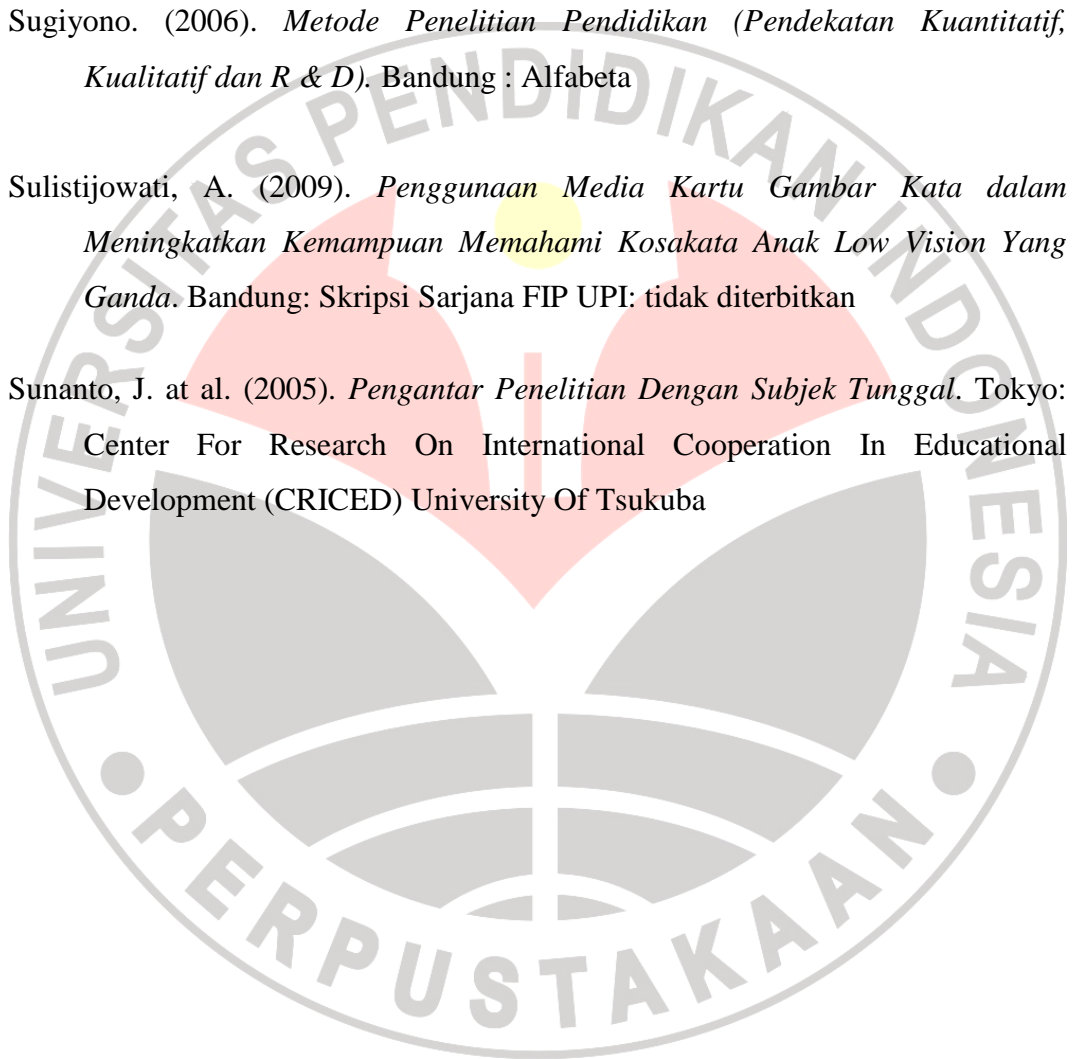 Sugiyono. (2006). Metode Penelitian Pendidikan (Pendekatan Kuantitatif,
Kualitatif dan R & D). Bandung : Alfabeta
Sulistijowati, A. (2009). Penggunaan Media Kartu Gambar Kata dalam
Meningkatkan Kemampuan Memahami Kosakata Anak Low Vision Yang
Ganda. Bandung: Skripsi Sarjana FIP UPI: tidak diterbitkan
Sunanto, J. at al. (2005). Pengantar Penelitian Dengan Subjek Tunggal. Tokyo:
Center For Research On International Cooperation In Educational
Development (CRICED) University Of Tsukuba
UNIVERSITAS PENDIDIKAN INDONESIA
PERPUSTAKAAN